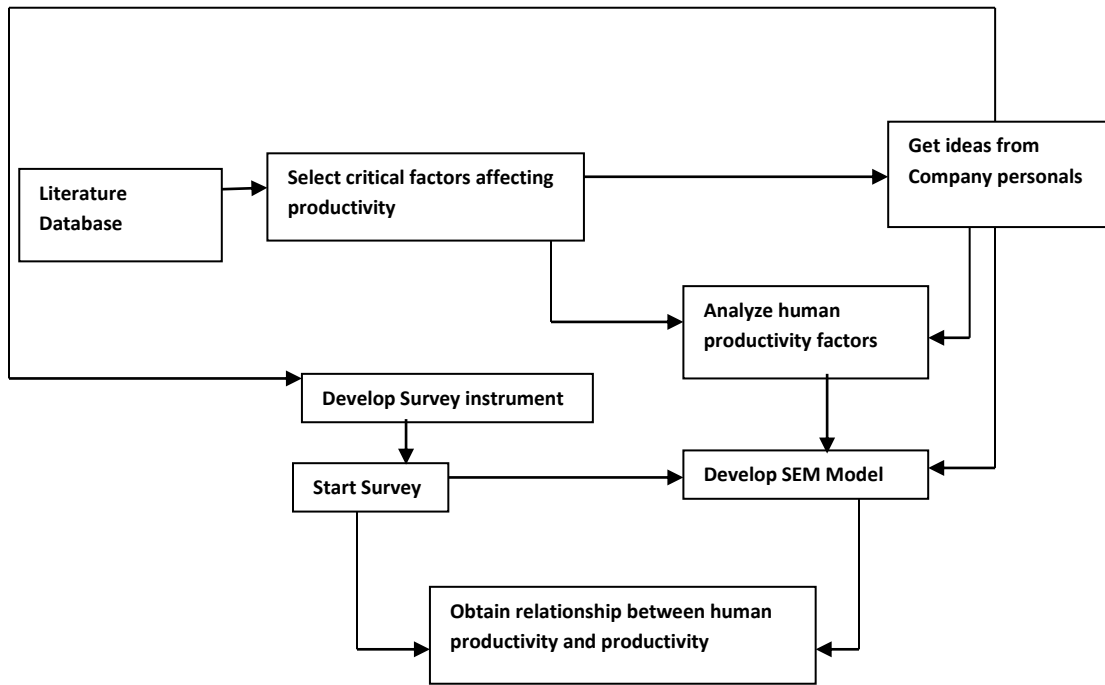 Literature
Database
Select critical factors affecting
productivity
Get ideas from
Company personals
Analyze human
productivity factors
Develop Survey instrument
Start Survey
Develop SEM Model
Obtain relationship between human
productivity and productivity